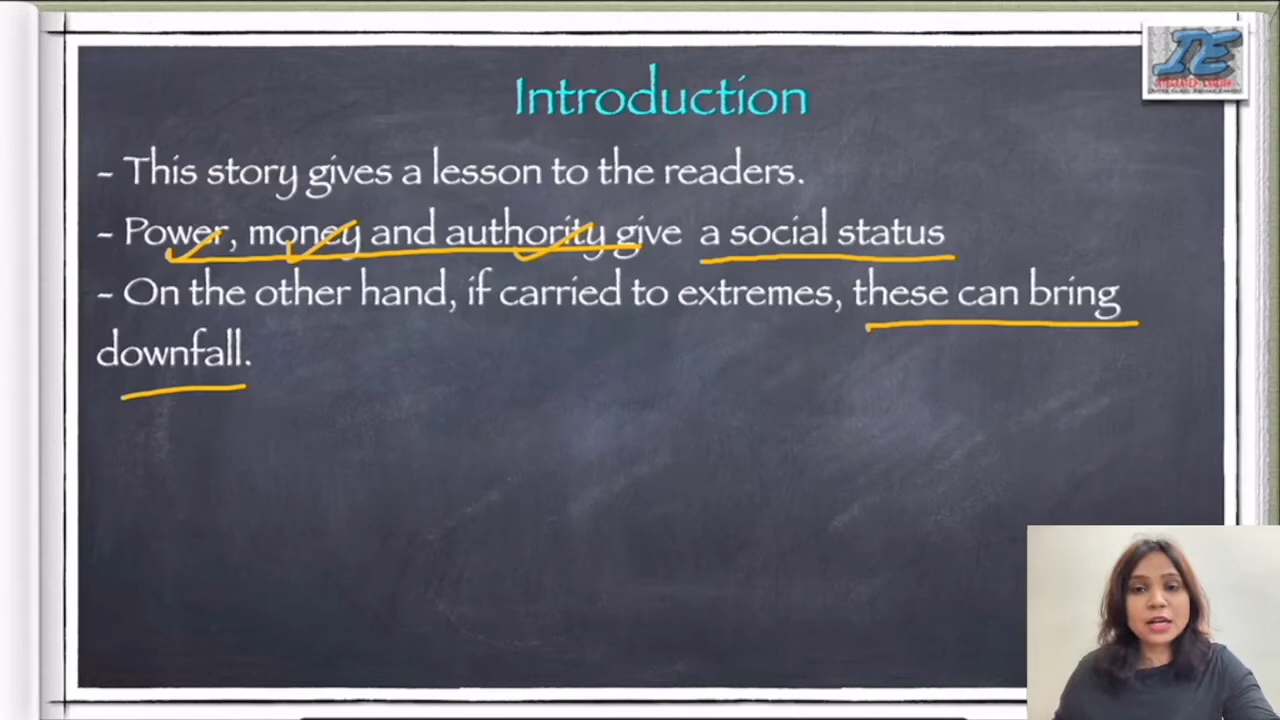 IE
Introduction
- This story gives a lesson to the readers.
- Power, money and authority give a social status
- On the other hand, if carried to extremes, these can bring
downfall.